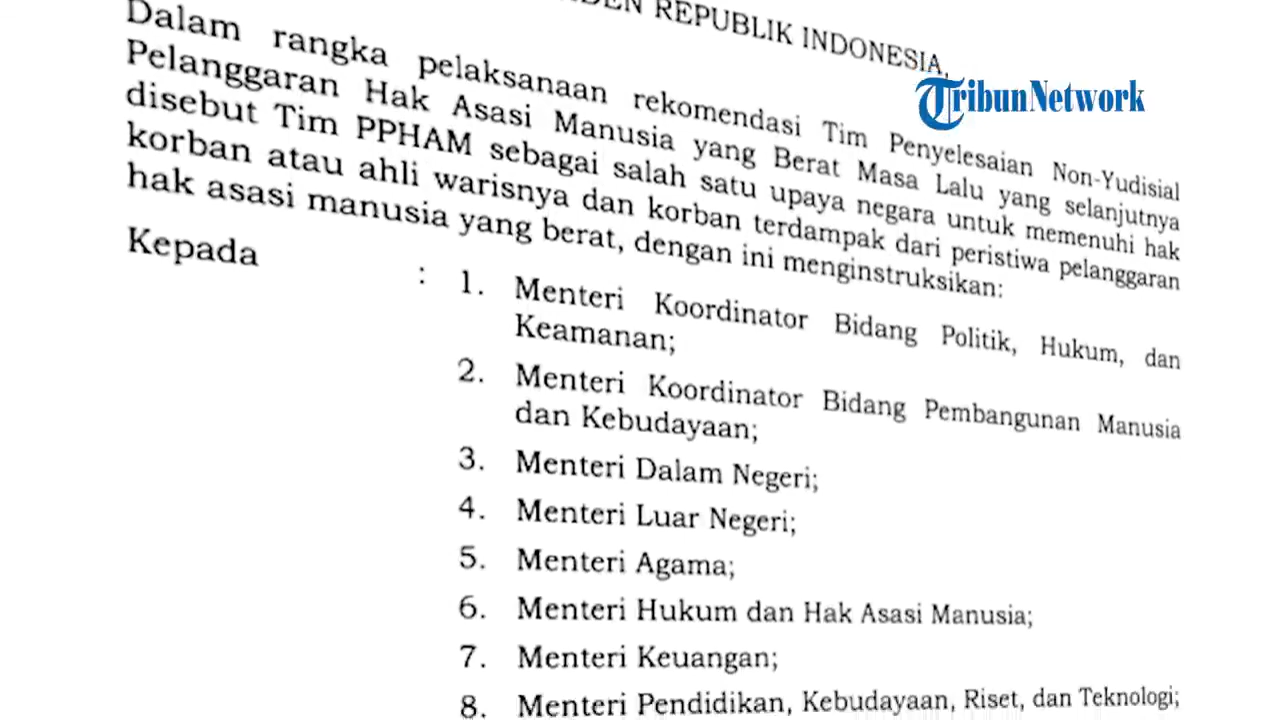 REPUBLIK INDONESIA,
TribunNetwork
Dalam rangka pelaksanaan rekomendasi Tim Penyelesaian Non-Yudisial
Pelanggaran Hak Asasi Manusia yang Berat Masa Lalu yang selanjutnya
disebut Tim PPHAM sebagai salah satu upaya negara untuk memenuhi hak
korban atau ahli warisnya dan korban terdampak dari peristiwa pelanggaran
hak asasi manusia yang berat, dengan ini menginstruksikan:
Kepada : 1. Menteri Koordinator Bidang Politik, Hukum, dan
Keamanan;
2. Menteri Koordinator Bidang Pembangunan Manusia
dan Kebudayaan;
3. Menteri Dalam Negeri;
4. Menteri Luar Negeri;
5. Menteri Agama;
6. Menteri Hukum dan Hak Asasi Manusia;
7. Menteri Keuangan;
8. Menteri Pendidikan, Kebudayaan, Riset, dan Teknologi;